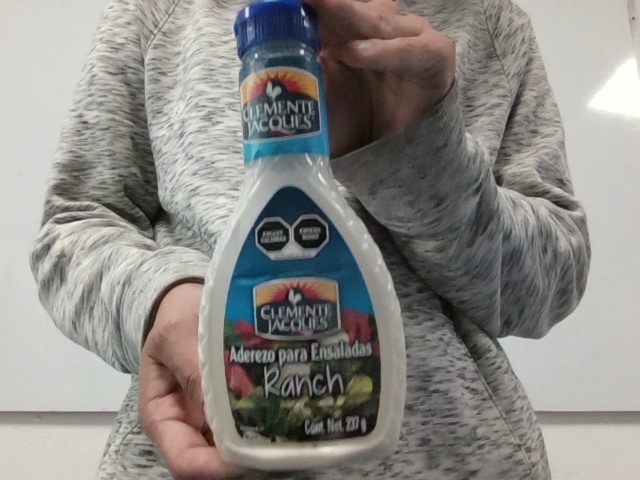 CLEMENTE
JACQUES
EXCESO
CALORÍAS
EXCESO
SODIO
CLEMENTE
JACQUES
Aderezo para Ensaladas
Ranch
Cont. Net. 237 g